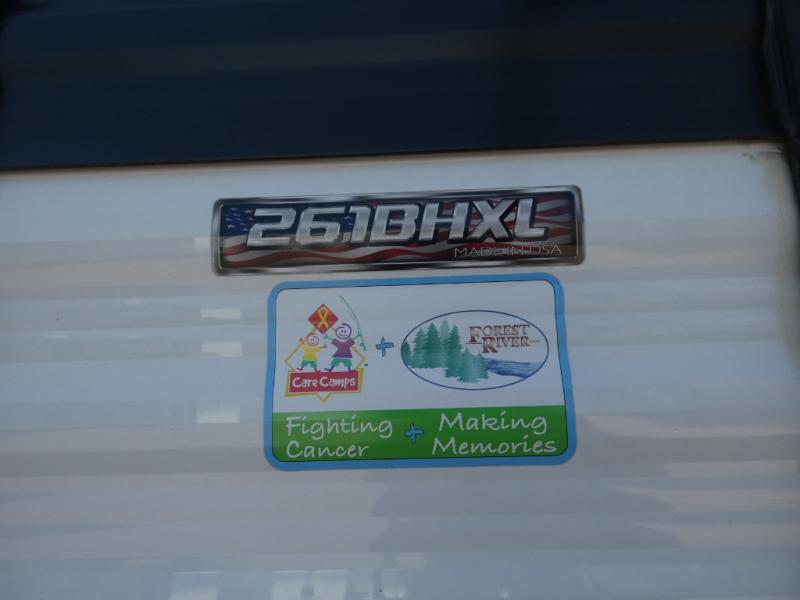 261BHXL
MADE IN USA
Care Camps
+
FOREST
RIVER
Fighting
Cancer
+
Making
Memories